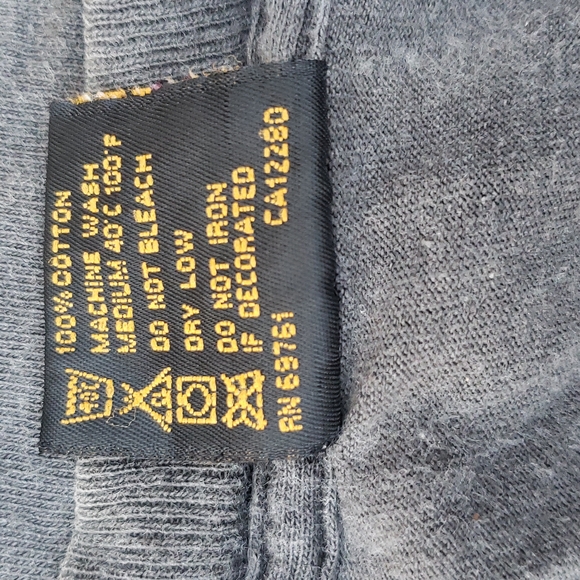 100% COTTON
MACHINE WASH
MEDIUM 40°C 100°F
DO NOT BLEACH
DRY LOW
DO NOT IRON
IF DECORATED
RN 69761 CA12280